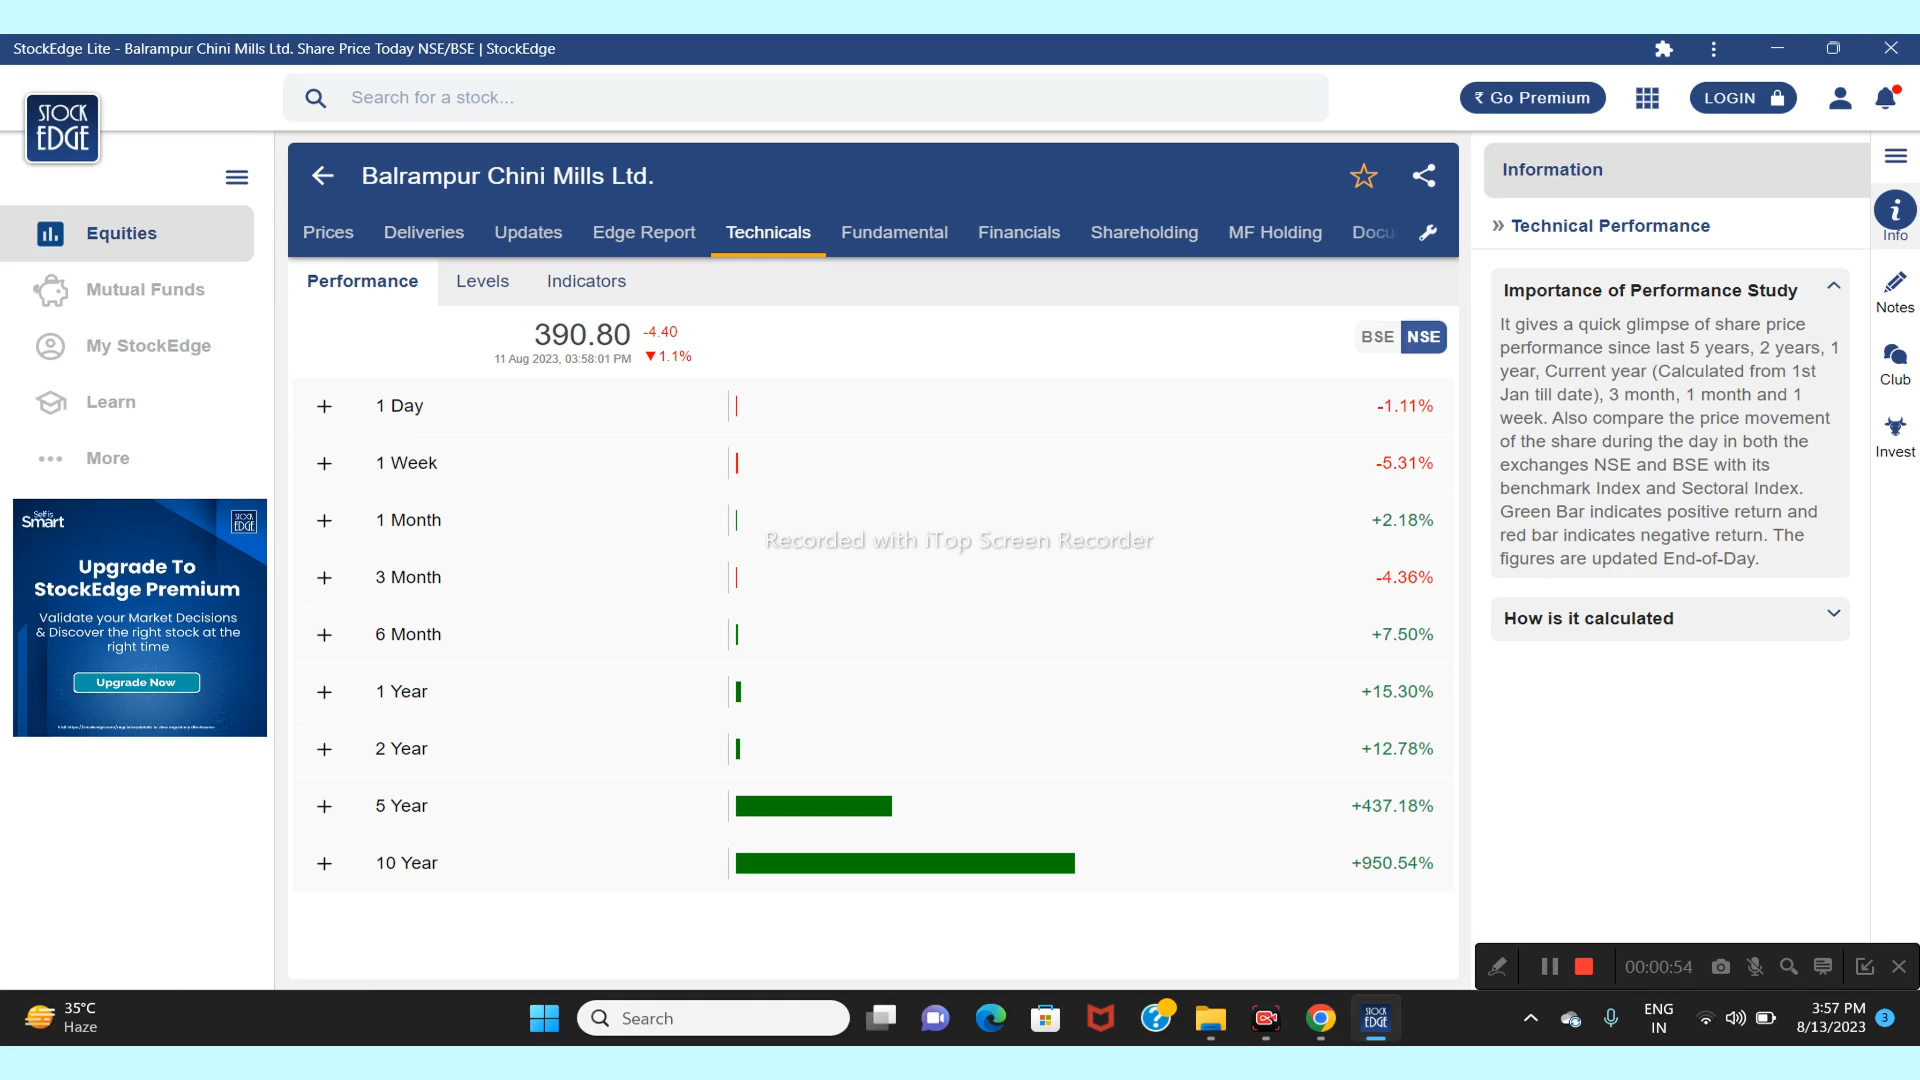 StockEdge Lite - Balrampur Chini Mills Ltd. Share Price Today NSE/BSE | StockEdge
STOCK
EDGE
Search for a stock...
₹ Go Premium
LOGIN
Equities
Mutual Funds
My StockEdge
Learn
More
Self is
Smart
STOCK
EDGE
Upgrade To
StockEdge Premium
Validate your Market Decisions
& Discover the right stock at the
right time
Upgrade Now
Balrampur Chini Mills Ltd.
Prices Deliveries Updates Edge Report Technicals Fundamental Financials Shareholding MF Holding Docu
Performance Levels Indicators
390.80 -4.40
11 Aug 2023, 03:58:01 PM ▼1.1%
BSE NSE
+ 1 Day -1.11%
+ 1 Week -5.31%
+ 1 Month +2.18%
+ 3 Month -4.36%
+ 6 Month +7.50%
+ 1 Year +15.30%
+ 2 Year +12.78%
+ 5 Year +437.18%
+ 10 Year +950.54%
Recorded with iTop Screen Recorder
Information
» Technical Performance
Importance of Performance Study
It gives a quick glimpse of share price
performance since last 5 years, 2 years, 1
year, Current year (Calculated from 1st
Jan till date), 3 month, 1 month and 1
week. Also compare the price movement
of the share during the day in both the
exchanges NSE and BSE with its
benchmark Index and Sectoral Index.
Green Bar indicates positive return and
red bar indicates negative return. The
figures are updated End-of-Day.
How is it calculated
Info
Notes
Club
Invest
00:00:54
35°C
Haze
Search
STOCK
EDGE
ENG
IN
3:57 PM
8/13/2023
3